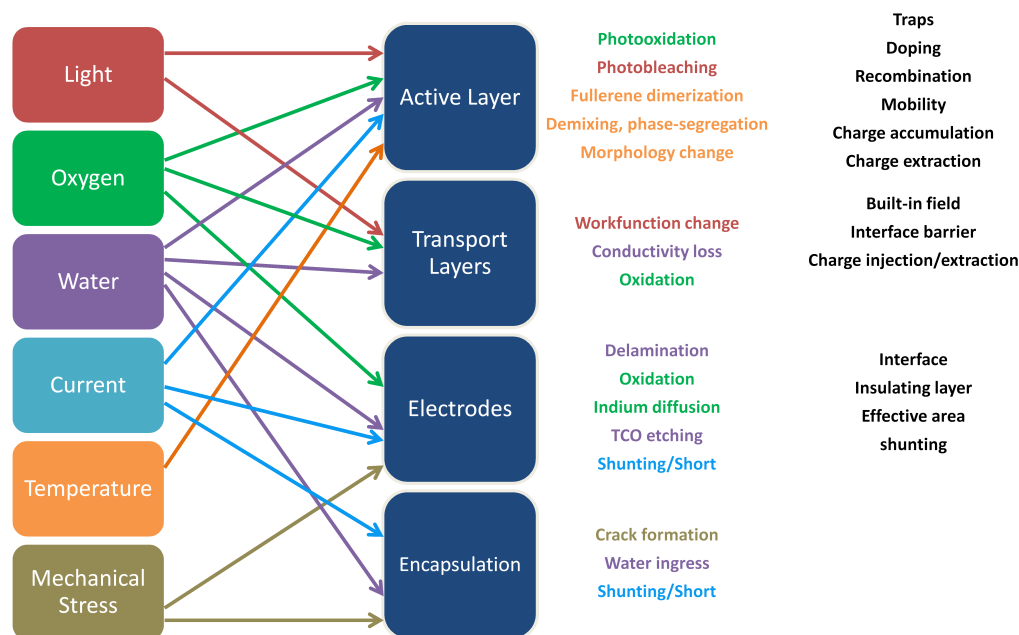 Light
Oxygen
Water
Current
Temperature
Mechanical
Stress
Active Layer
Transport
Layers
Electrodes
Encapsulation
Photooxidation
Photobleaching
Fullerene dimerization
Demixing, phase-segregation
Morphology change
Workfunction change
Conductivity loss
Oxidation
Delamination
Oxidation
Indium diffusion
TCO etching
Shunting/Short
Crack formation
Water ingress
Shunting/Short
Traps
Doping
Recombination
Mobility
Charge accumulation
Charge extraction
Built-in field
Interface barrier
Charge injection/extraction
Interface
Insulating layer
Effective area
shunting